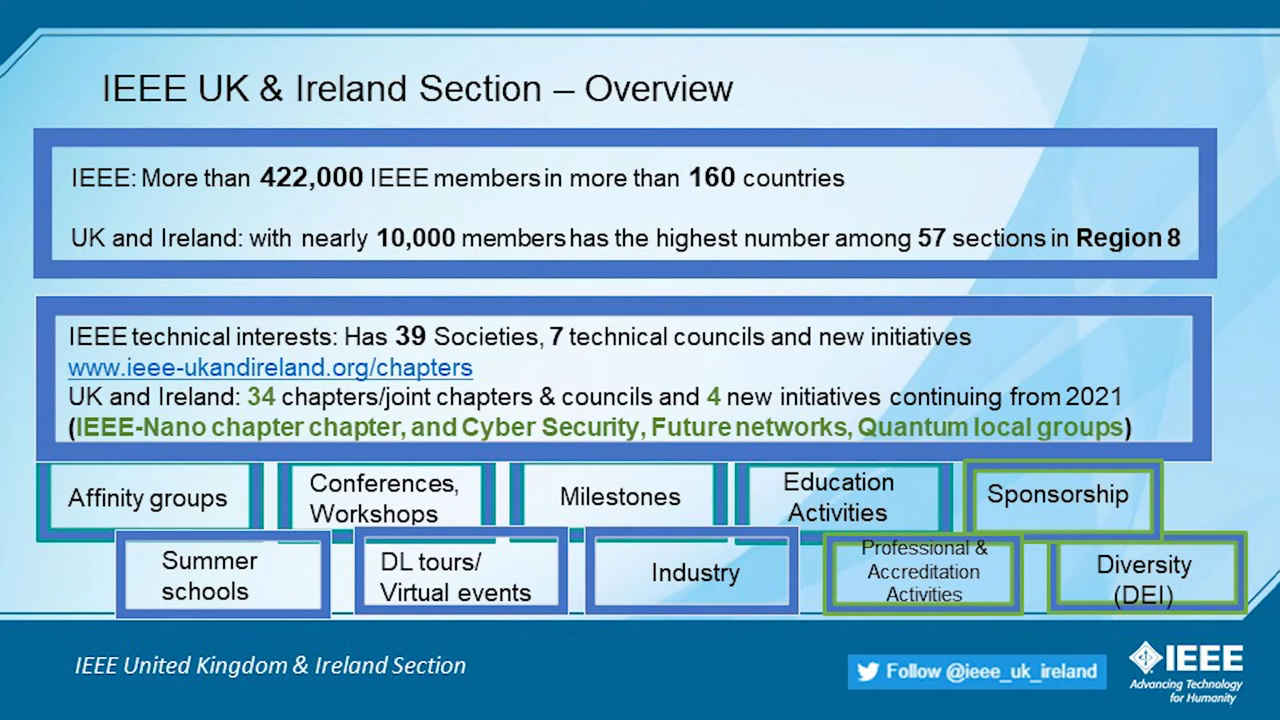 IEEE UK & Ireland Section – Overview
IEEE: More than 422,000 IEEE members in more than 160 countries
UK and Ireland: with nearly 10,000 members has the highest number among 57 sections in Region 8
IEEE technical interests: Has 39 Societies, 7 technical councils and new initiatives
www.ieee-ukandireland.org/chapters
UK and Ireland: 34 chapters/joint chapters & councils and 4 new initiatives continuing from 2021
(IEEE-Nano chapter chapter, and Cyber Security, Future networks, Quantum local groups)
Affinity groups
Conferences,
Workshops
Milestones
Education
Activities
Sponsorship
Summer
schools
DL tours/
Virtual events
Industry
Professional &
Accreditation
Activities
Diversity
(DEI)
IEEE United Kingdom & Ireland Section
Follow @ieee_uk_ireland
IEEE
Advancing Technology
for Humanity